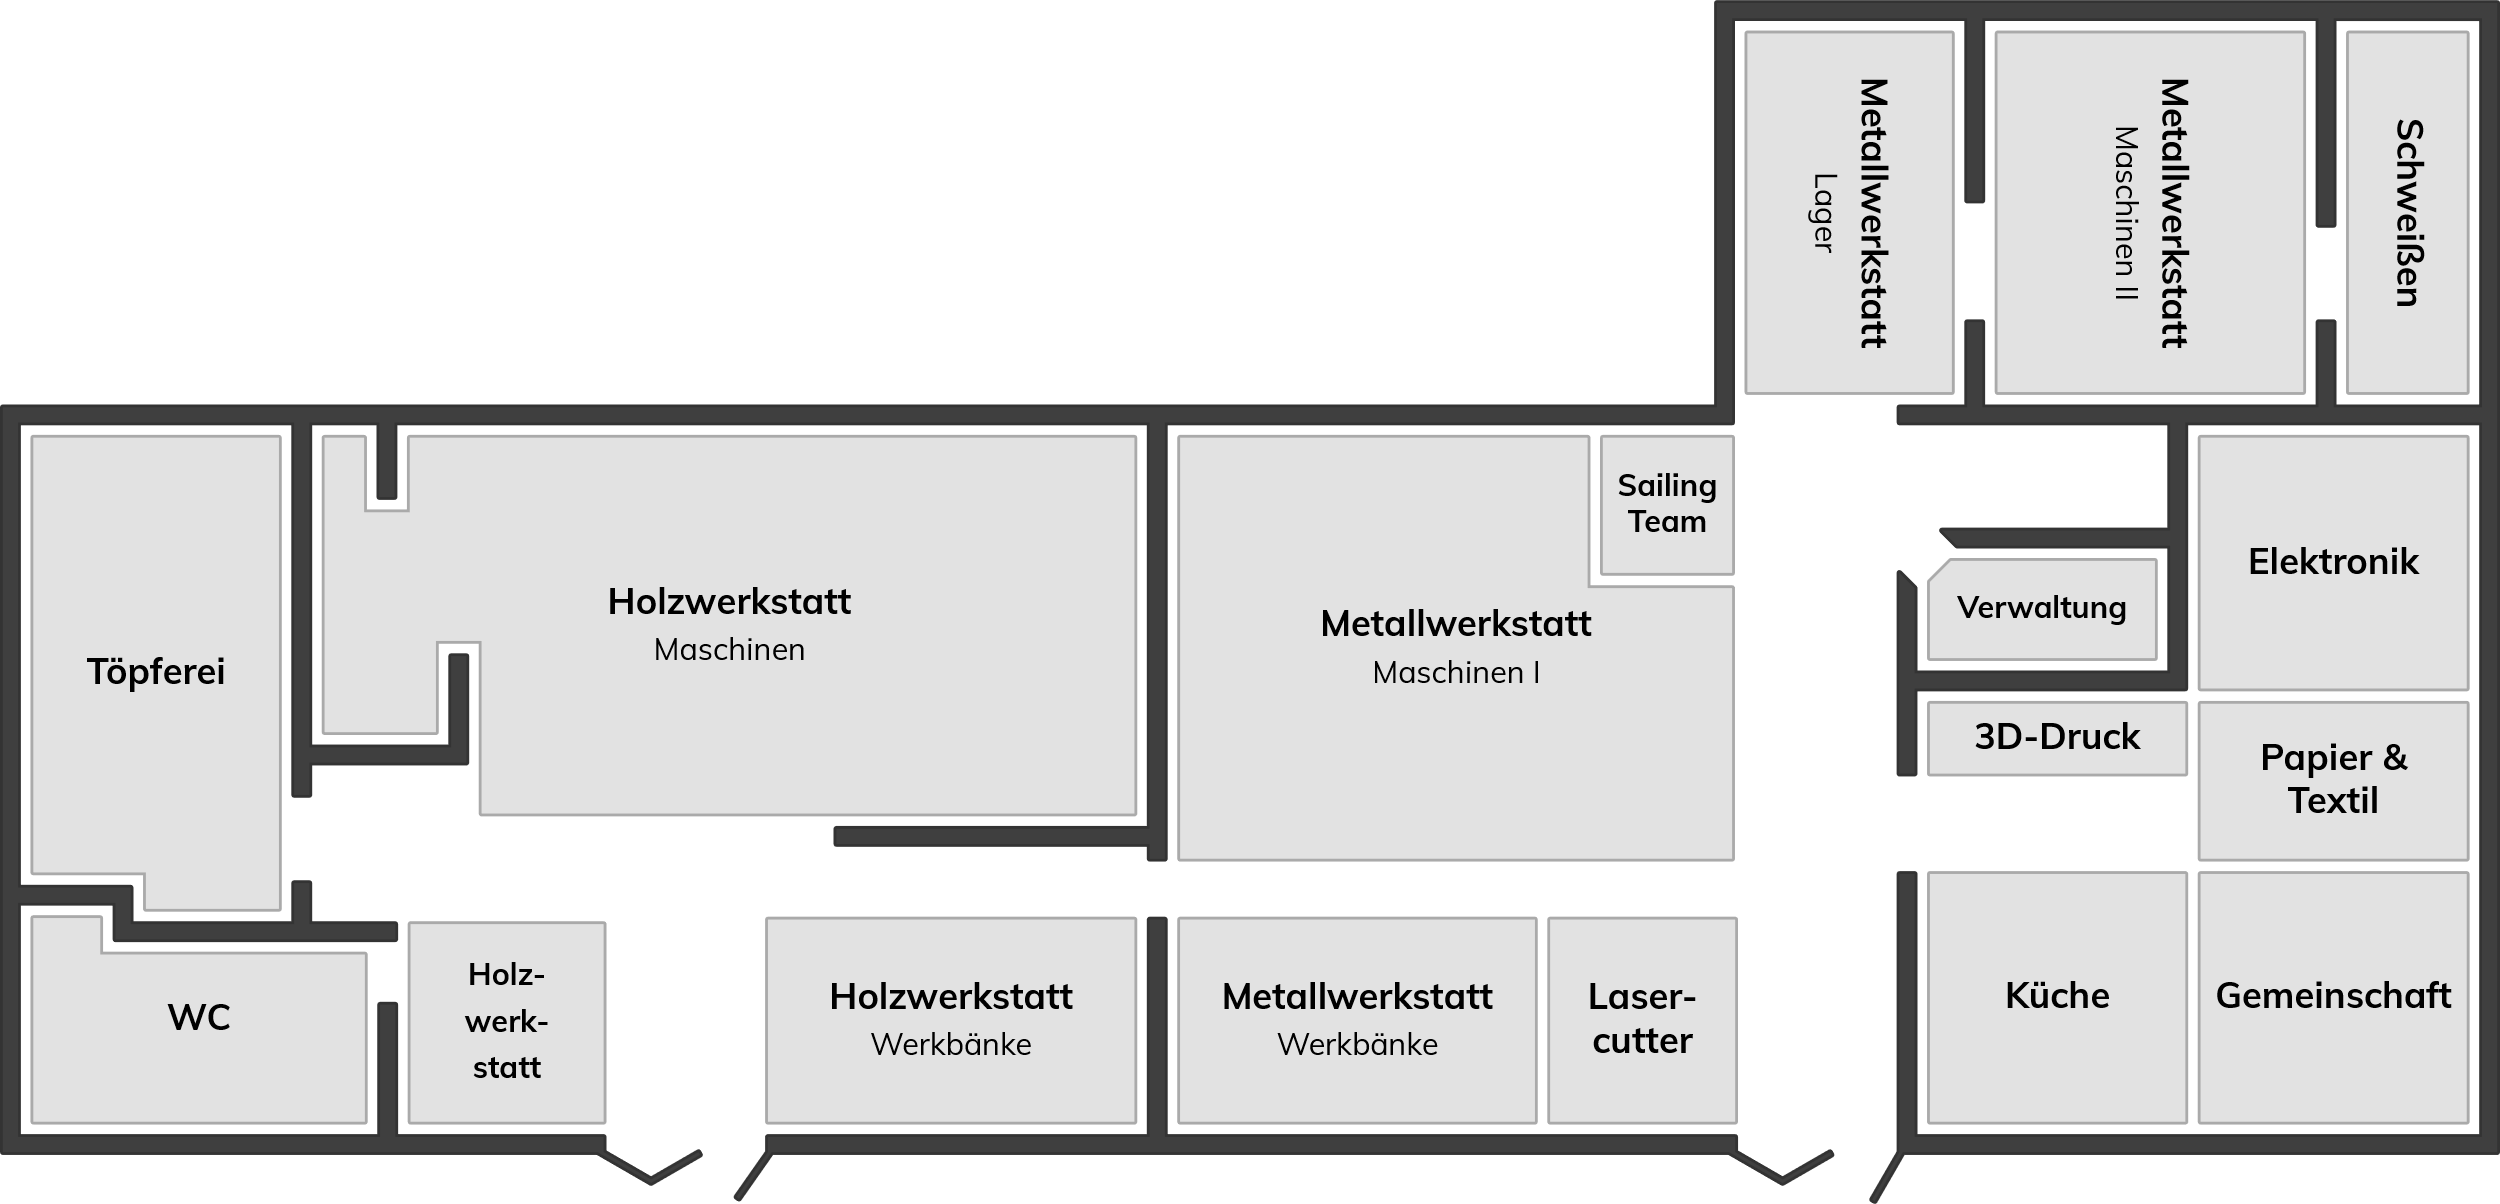 Metallwerkstatt
Lager
Metallwerkstatt
Maschinen II
Schweißen
Töpferei
Holzwerkstatt
Maschinen
Metallwerkstatt
Maschinen I
Sailing
Team
Verwaltung
Elektronik
3D-Druck
Papier &
Textil
WC
Holz-
werk-
statt
Holzwerkstatt
Werkbänke
Metallwerkstatt
Werkbänke
Laser-
cutter
Küche
Gemeinschaft